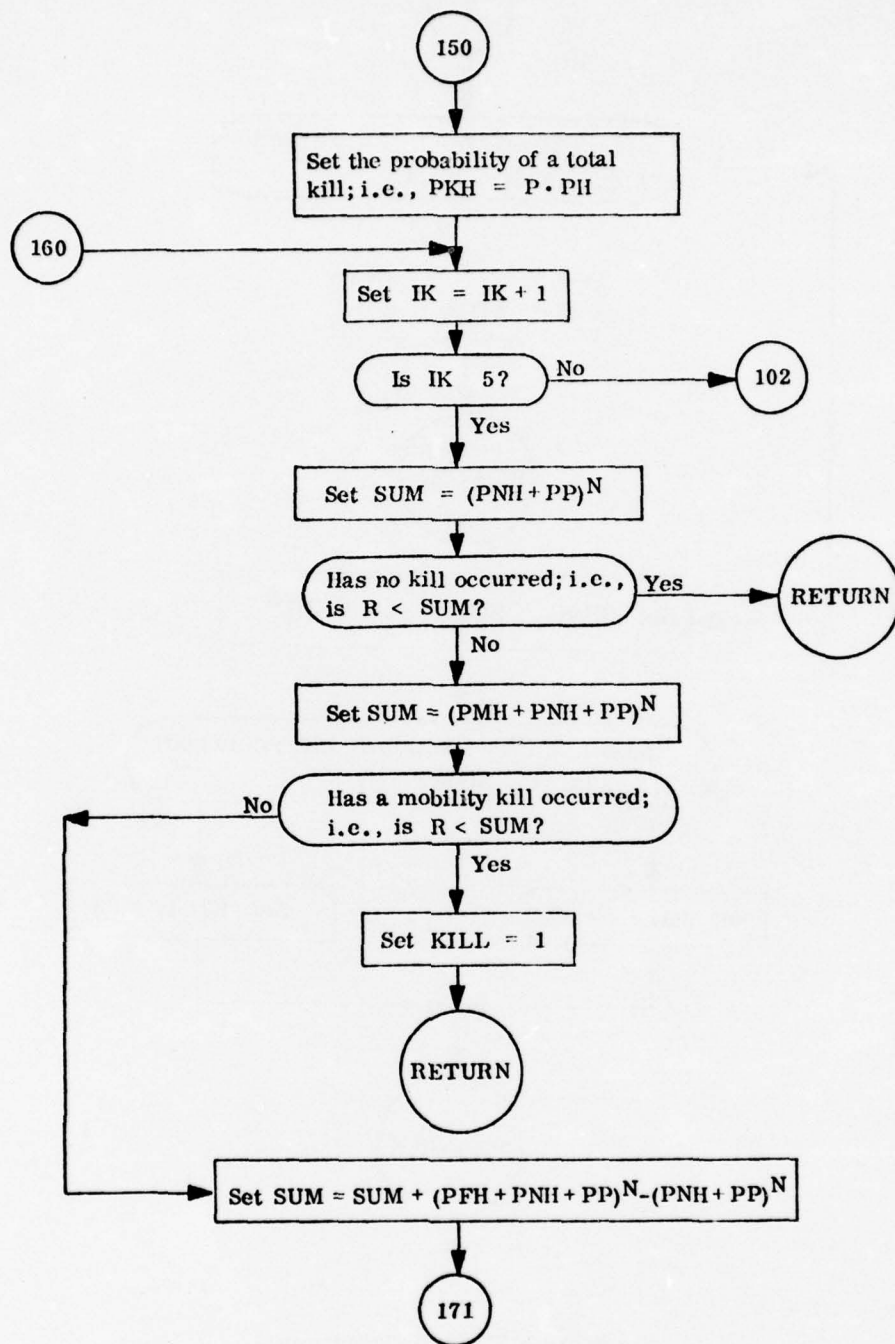 150
Set the probability of a total
kill; i.e., PKH = P · PH
160
Set IK = IK + 1
Is IK 5?
No
102
Yes
Set SUM = (PNH + PP)^N
Has no kill occurred; i.e.,
is R < SUM?
Yes
RETURN
No
Set SUM = (PMH + PNH + PP)^N
Has a mobility kill occurred;
i.e., is R < SUM?
No
Yes
Set KILL = 1
RETURN
Set SUM = SUM + (PFH + PNH + PP)^N-(PNH + PP)^N
171